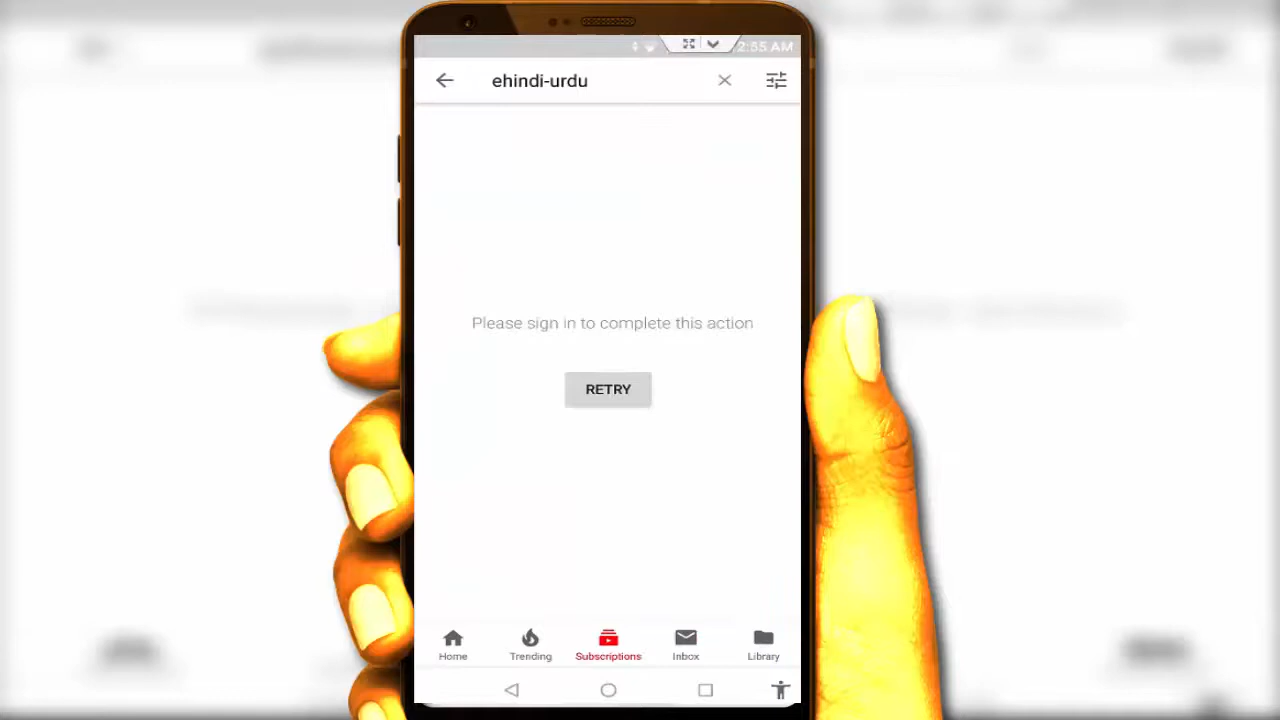 2:55 AM
ehindi-urdu
Please sign in to complete this action
RETRY
Home Trending Subscriptions Inbox Library